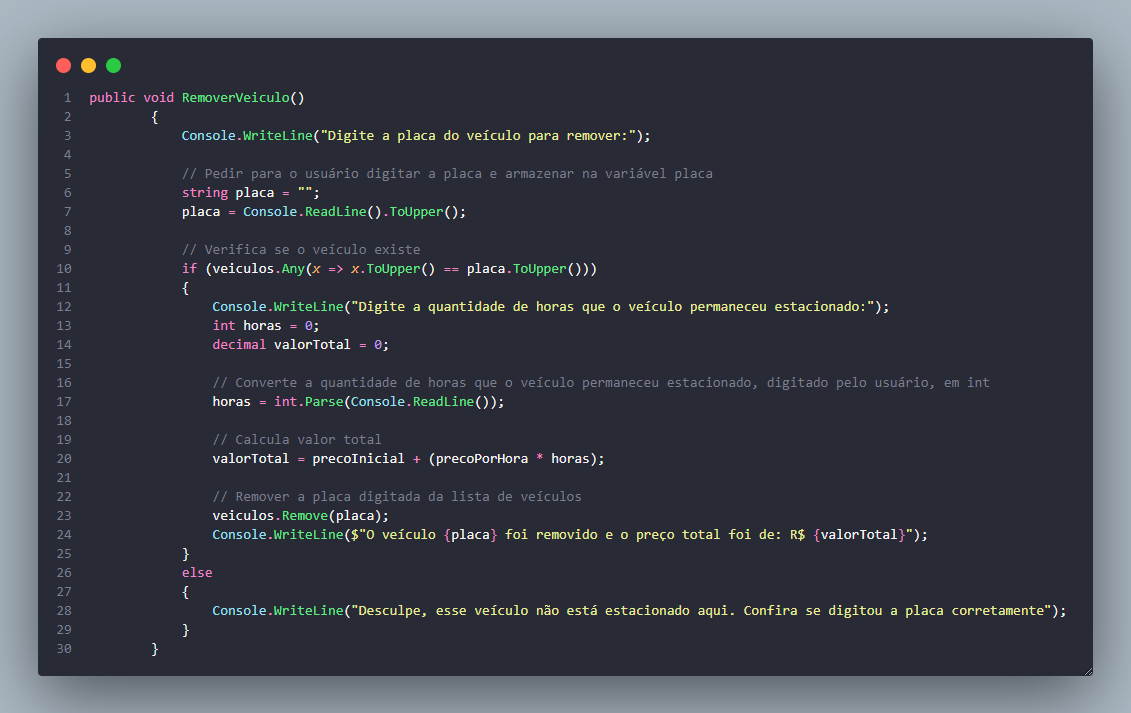 1 public void RemoverVeiculo()
2 {
3 Console.WriteLine("Digite a placa do veículo para remover:");
4
5 // Pedir para o usuário digitar a placa e armazenar na variável placa
6 string placa = "";
7 placa = Console.ReadLine().ToUpper();
8
9 // Verifica se o veículo existe
10 if (veiculos.Any(x => x.ToUpper() == placa.ToUpper()))
11 {
12 Console.WriteLine("Digite a quantidade de horas que o veículo permaneceu estacionado:");
13 int horas = 0;
14 decimal valorTotal = 0;
15
16 // Converte a quantidade de horas que o veículo permaneceu estacionado, digitado pelo usuário, em int
17 horas = int.Parse(Console.ReadLine());
18
19 // Calcula valor total
20 valorTotal = precoInicial + (precoPorHora * horas);
21
22 // Remover a placa digitada da lista de veículos
23 veiculos.Remove(placa);
24 Console.WriteLine($"O veículo {placa} foi removido e o preço total foi de: R$ {valorTotal}");
25 }
26 else
27 {
28 Console.WriteLine("Desculpe, esse veículo não está estacionado aqui. Confira se digitou a placa corretamente");
29 }
30 }